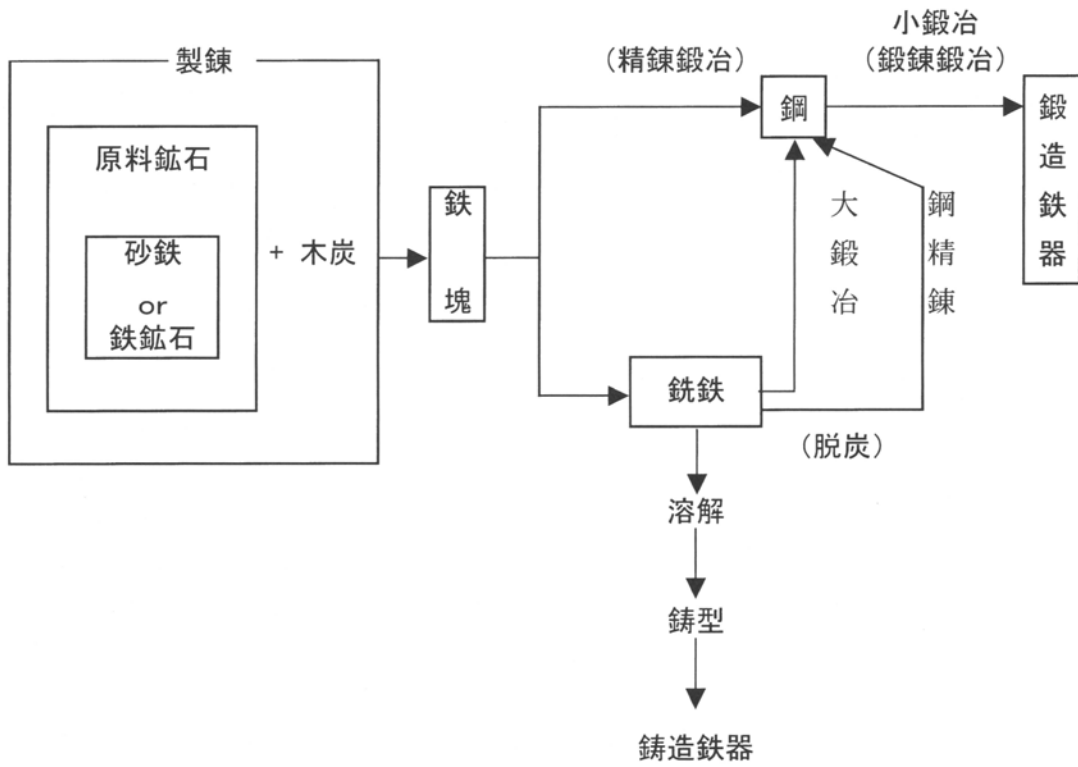 製錬
原料鉱石
砂鉄
or
鉄鉱石
+ 木炭
鉄塊
(精錬鍛冶)
鋼
小鍛冶
(鍛錬鍛冶)
鍛造鉄器
大鍛冶
鋼精錬
銑鉄
(脱炭)
溶解
鋳型
鋳造鉄器